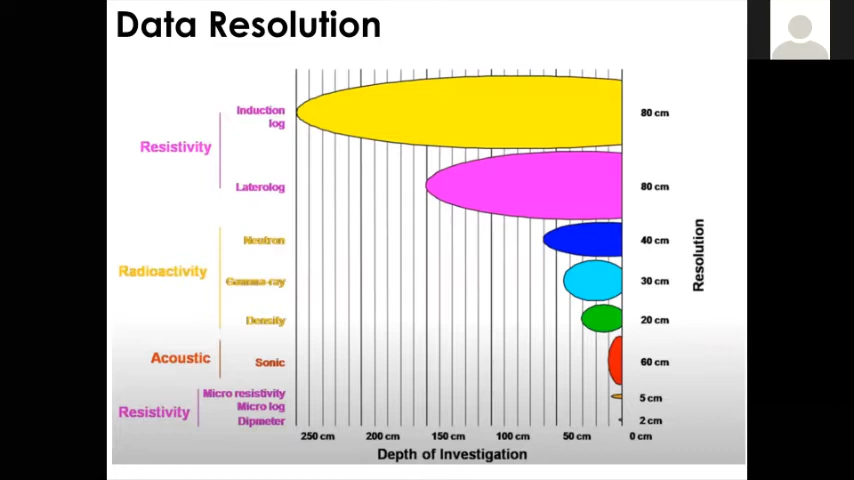 Data Resolution
Induction
log
80 cm
Resistivity
Laterolog
80 cm
Neutron
40 cm
Radioactivity
Gamma-ray
30 cm
Density
20 cm
Acoustic
Sonic
60 cm
Micro resistivity
5 cm
Micro log
Resistivity
Dipmeter
2 cm
Resolution
250 cm 200 cm 150 cm 100 cm 50 cm 0 cm
Depth of Investigation